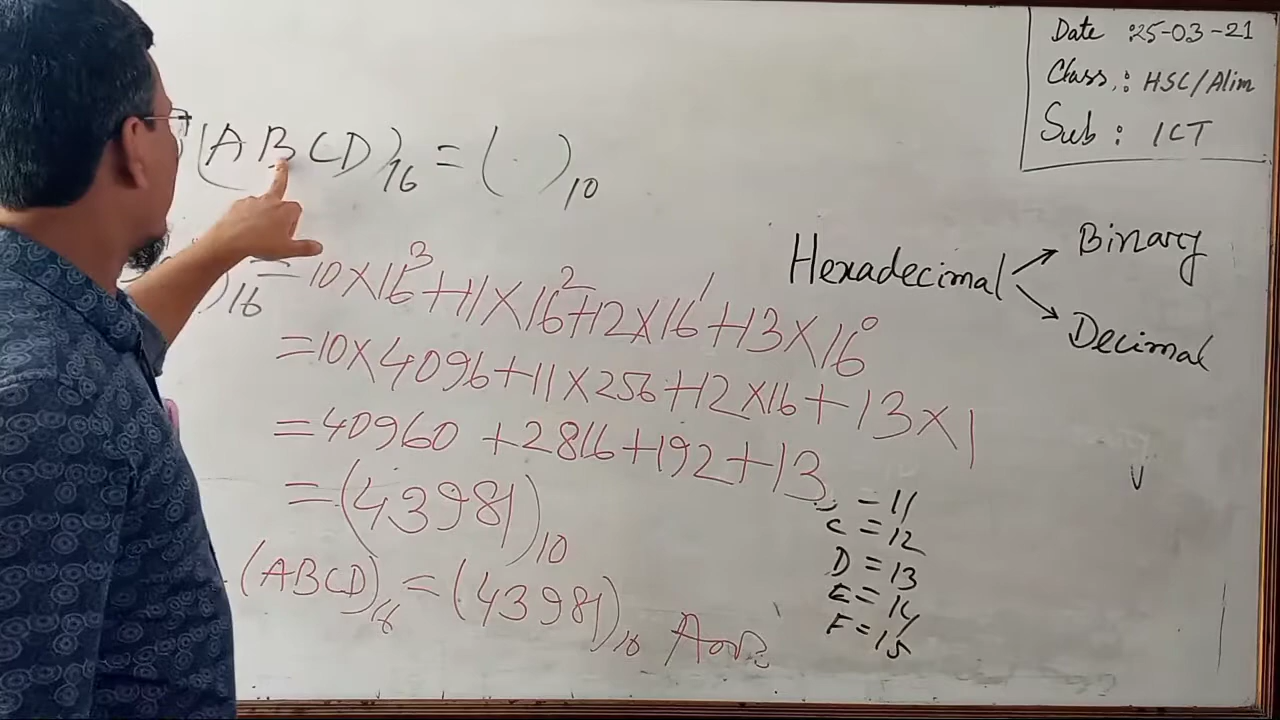 Date :25-03-21
Class,: HSC/Alim
Sub : ICT
(ABCD)16 = ( . )10
)16 = 10×16³+11×16²+12×16¹+13×16⁰
=10×4096+11×256+12×16+13×1
=40960 +2816+192+13
=(43981)10
(ABCD)16 = (43981)10
Hexadecimal
Binary
Decimal
=11
C=12
D=13
E=14
F=15